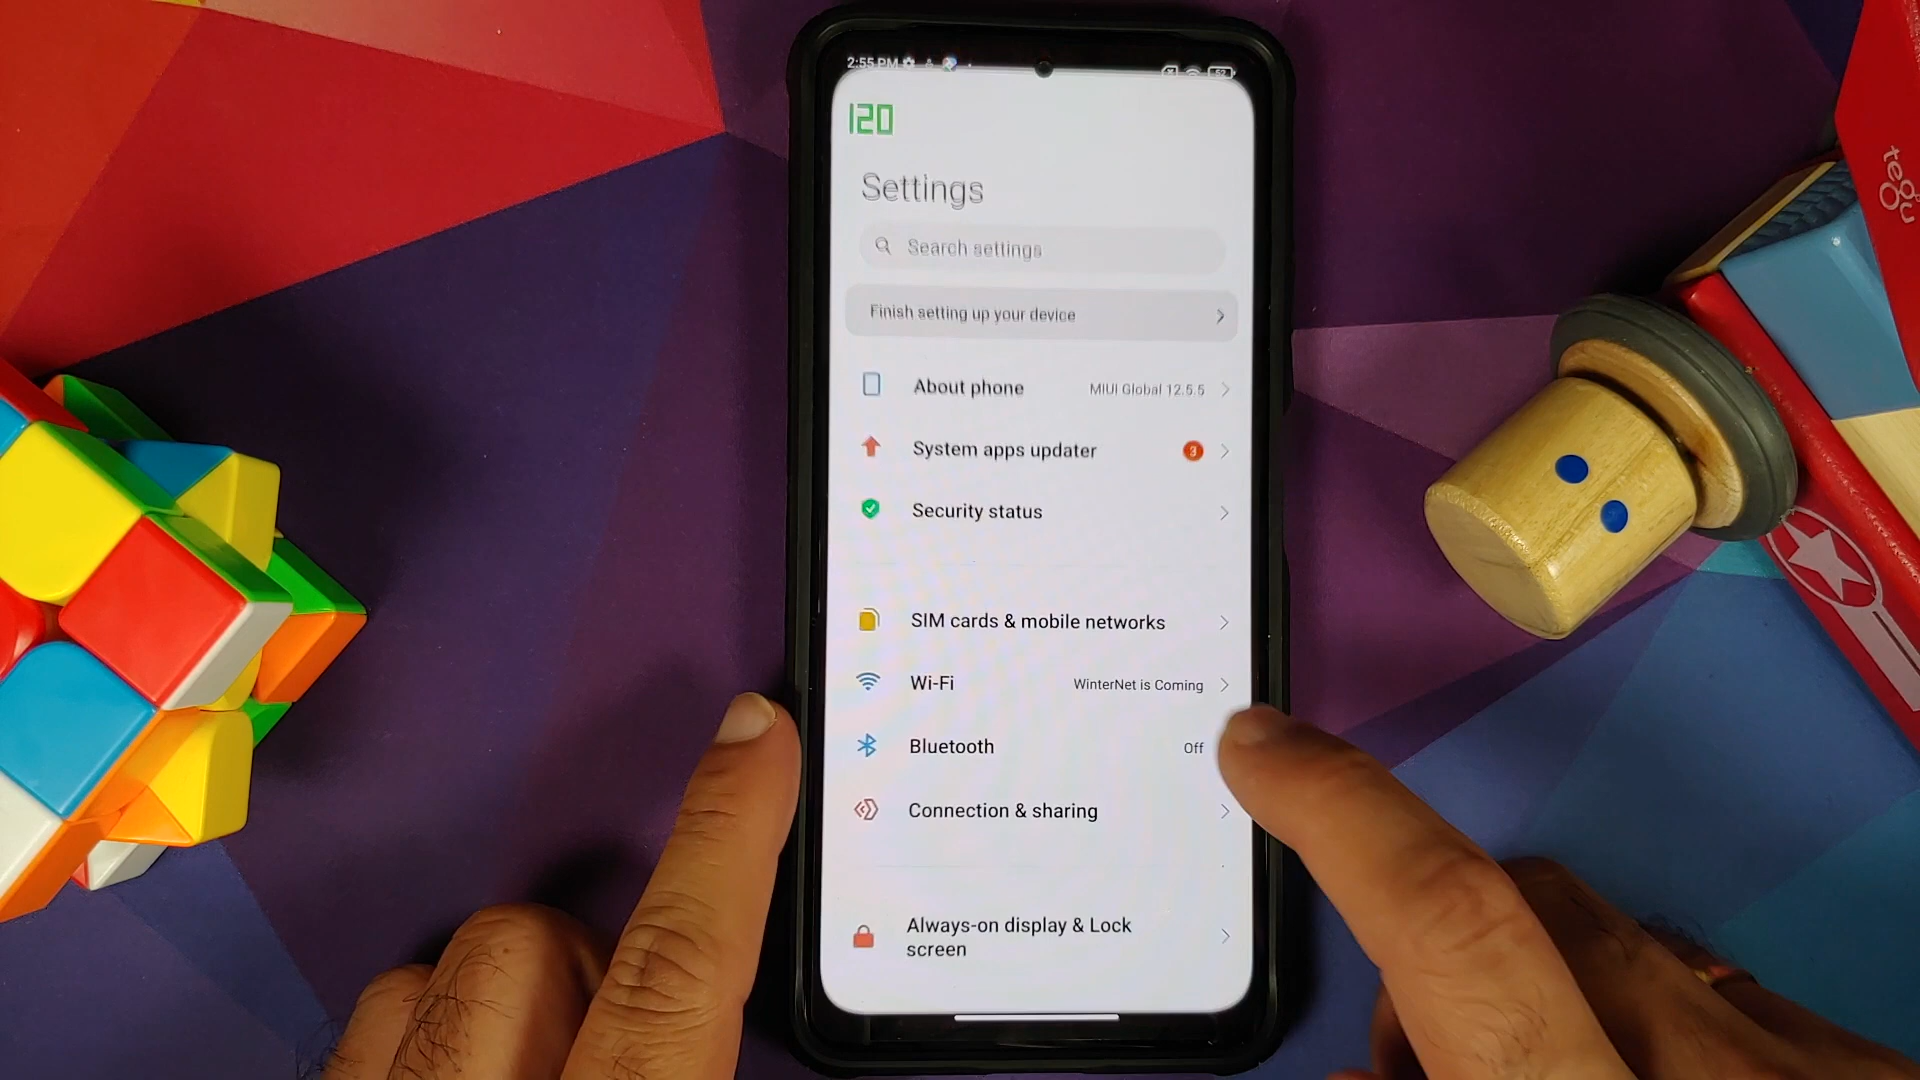 2:55 PM
120
Settings
Search settings
Finish setting up your device
About phone MIUI Global 12.5.5
System apps updater 3
Security status
SIM cards & mobile networks
Wi-Fi WinterNet is Coming
Bluetooth Off
Connection & sharing
Always-on display & Lock
screen
tegu